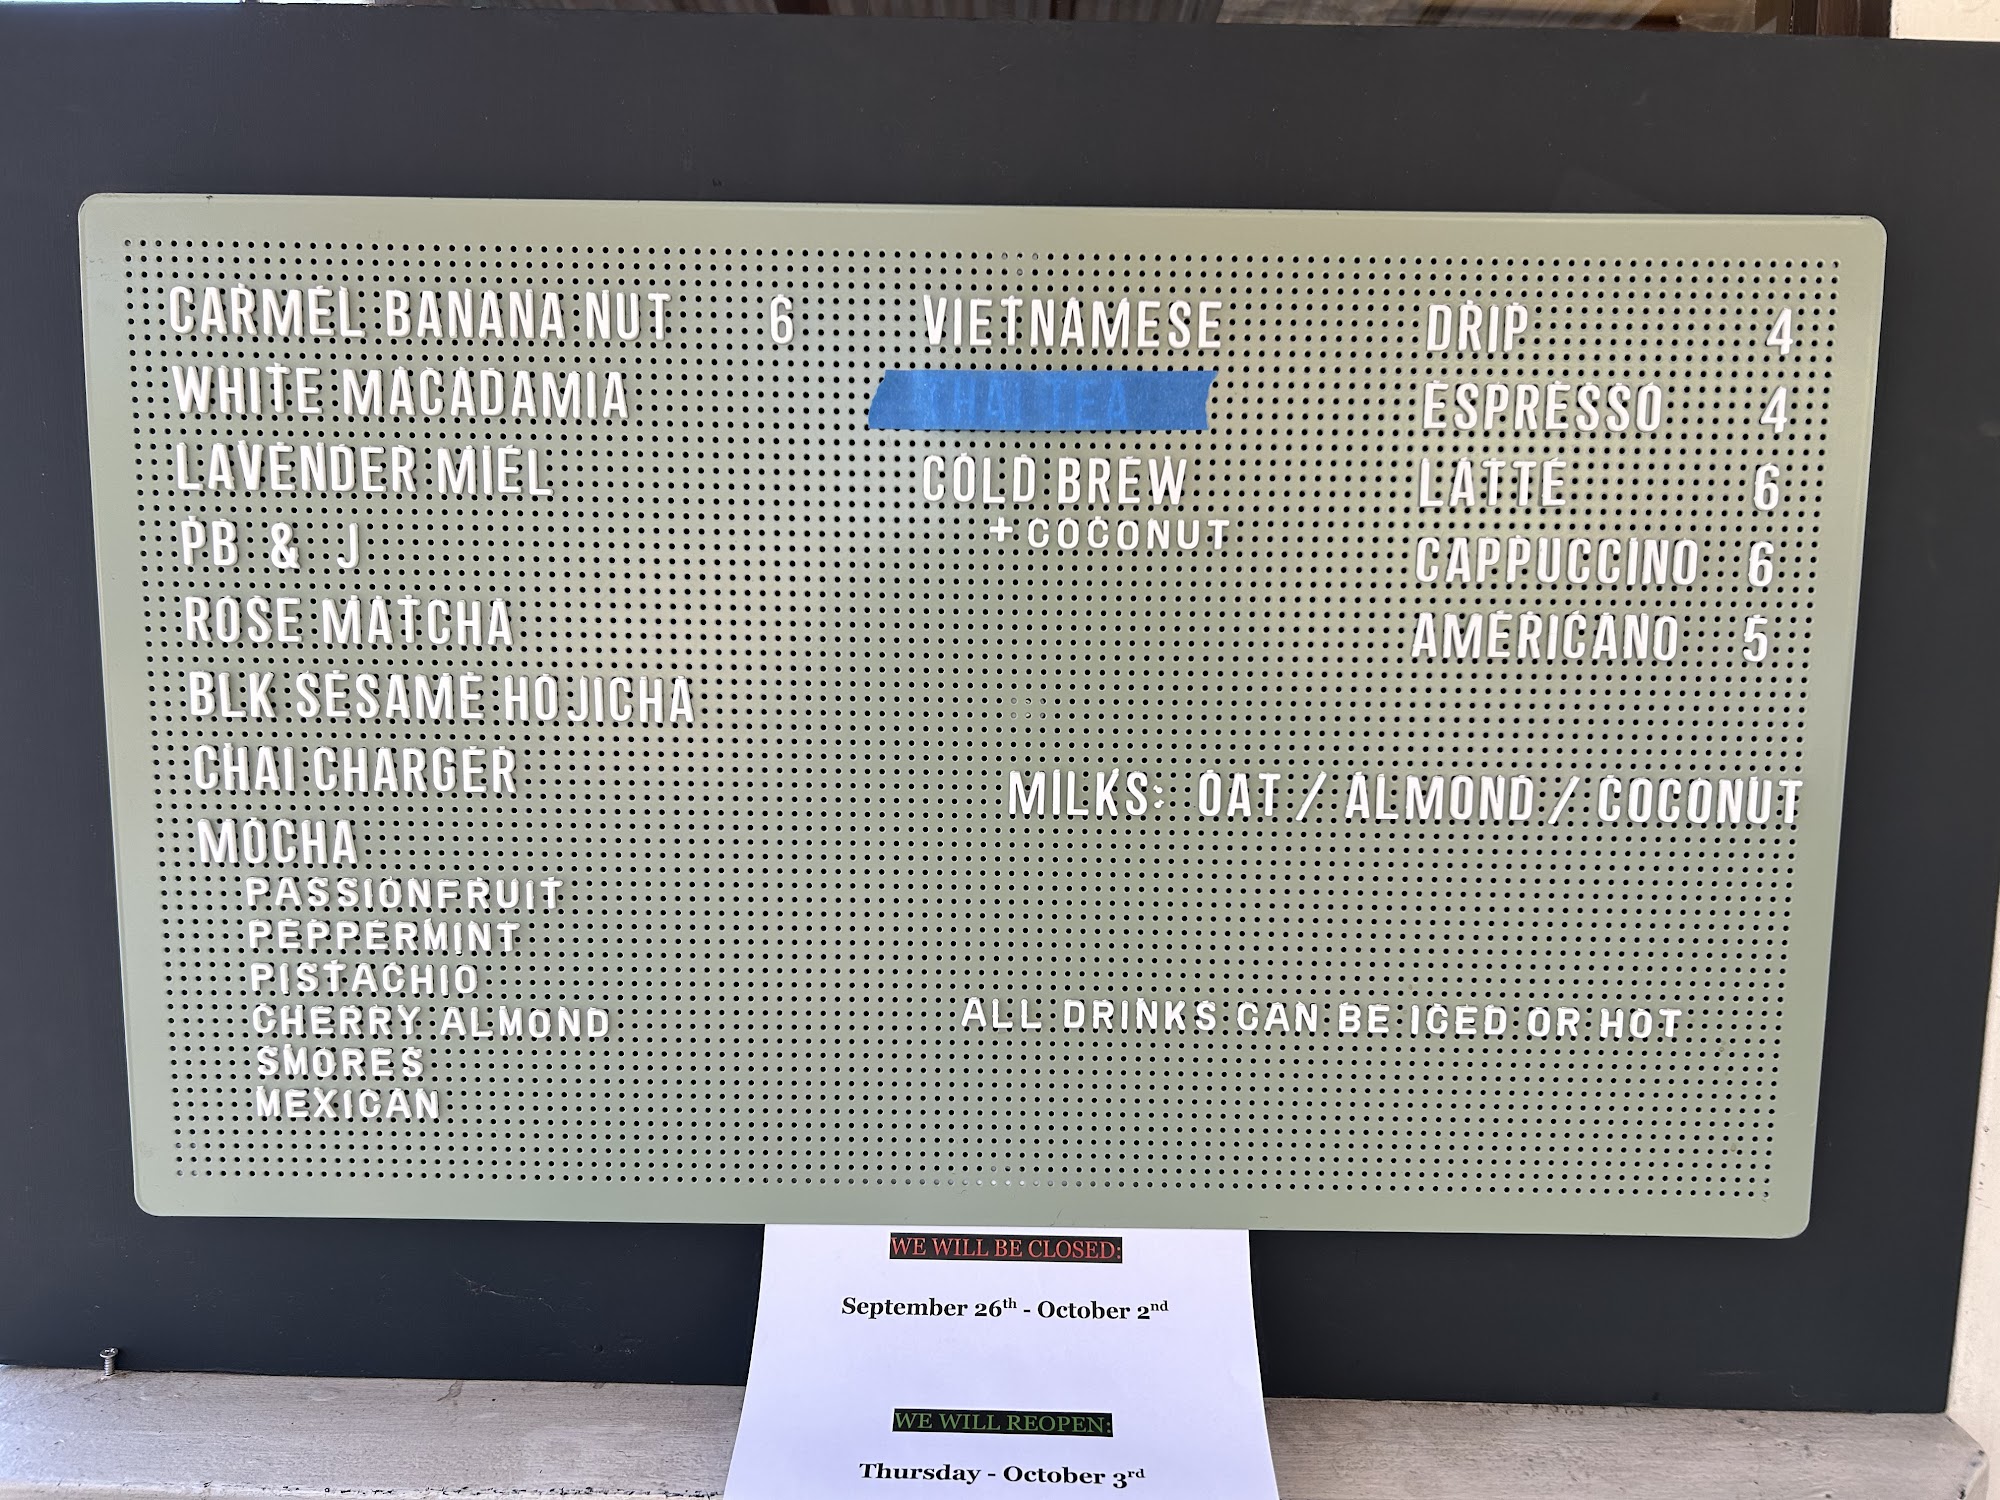 CARMEL BANANA NUT 6
WHITE MACADAMIA
LAVENDER MIEL
PB & J
ROSE MATCHA
BLK SESAME HOJICHA
CHAI CHARGER
MOCHA
PASSIONFRUIT
PEPPERMINT
PISTACHIO
CHERRY ALMOND
SMORES
MEXICAN
VIETNAMESE
THAI TEA
COLD BREW
+ COCONUT
DRIP 4
ESPRESSO 4
LATTE 6
CAPPUCCINO 6
AMERICANO 5
MILKS: OAT / ALMOND / COCONUT
ALL DRINKS CAN BE ICED OR HOT
WE WILL BE CLOSED:
September 26th - October 2nd
WE WILL REOPEN:
Thursday - October 3rd